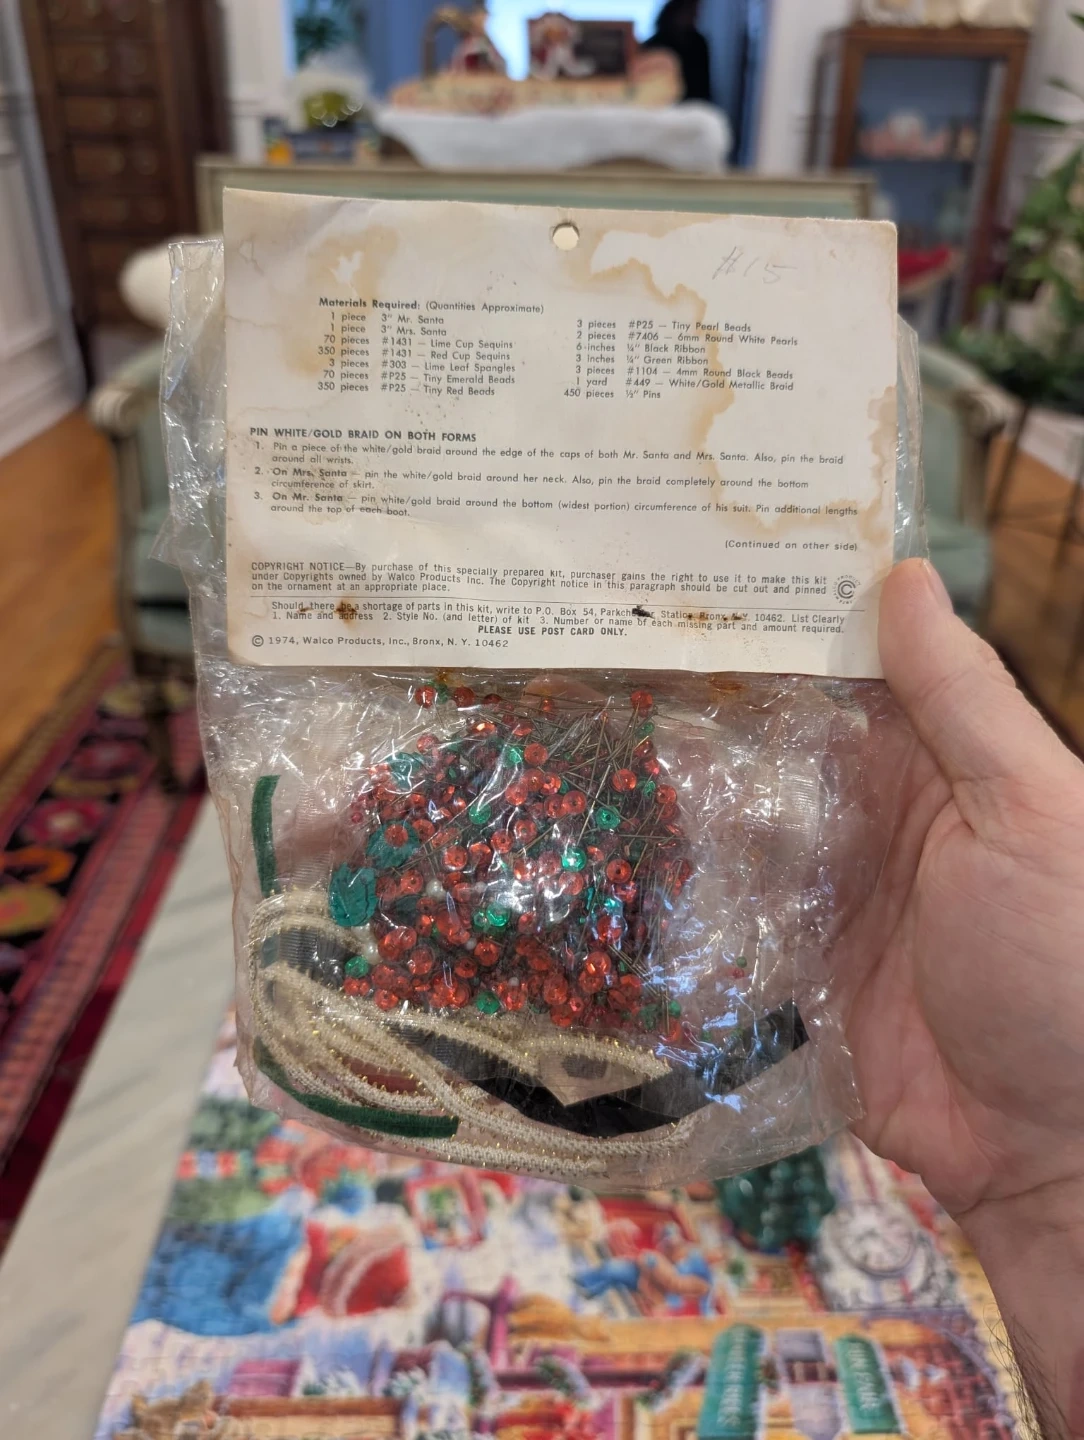 #15
Materials Required: (Quantities Approximate)
1 piece 3" Mr. Santa
1 piece 3" Mrs. Santa
70 pieces #1431 — Lime Cup Sequins
350 pieces #1431 — Red Cup Sequins
3 pieces #303 — Lime Leaf Spangles
70 pieces #P25 — Tiny Emerald Beads
350 pieces #P25 — Tiny Red Beads
3 pieces #P25 — Tiny Pearl Beads
2 pieces #7406 — 6mm Round White Pearls
6 inches ¼" Black Ribbon
3 inches ¼" Green Ribbon
3 pieces #1104 — 4mm Round Black Beads
1 yard #449 — White/Gold Metallic Braid
450 pieces ½" Pins
PIN WHITE/GOLD BRAID ON BOTH FORMS
1. Pin a piece of the white/gold braid around the edge of the caps of both Mr. Santa and Mrs. Santa. Also, pin the braid
around all wrists.
2. On Mrs. Santa — pin the white/gold braid around her neck. Also, pin the braid completely around the bottom
circumference of skirt.
3. On Mr. Santa — pin white/gold braid around the bottom (widest portion) circumference of his suit. Pin additional lengths
around the top of each boot.
(Continued on other side)
COPYRIGHT NOTICE—By purchase of this specially prepared kit, purchaser gains the right to use it to make this kit
under Copyrights owned by Walco Products Inc. The Copyright notice in this paragraph should be cut out and pinned
on the ornament at an appropriate place.
Should there be a shortage of parts in this kit, write to P.O. Box 54, Parkchester Station, Bronx, N.Y. 10462. List Clearly
1. Name and address 2. Style No. (and letter) of kit 3. Number or name of each missing part and amount required.
PLEASE USE POST CARD ONLY.
© 1974, Walco Products, Inc., Bronx, N. Y. 10462